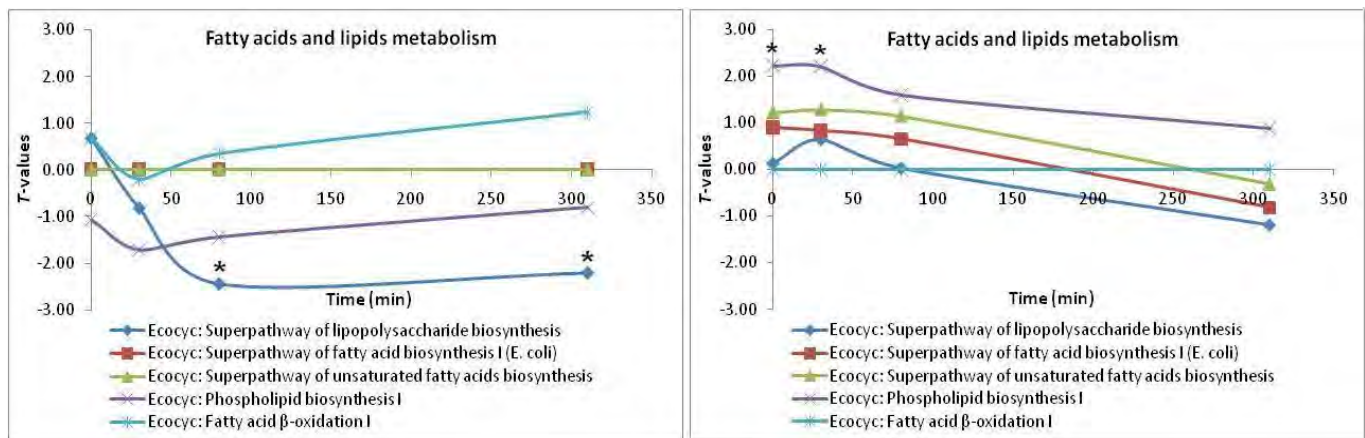 Fatty acids and lipids metabolism
3.00
2.00
1.00
0.00
-1.00
-2.00
-3.00
T-values
0 50 100 150 200 250 300 350
*
*
Time (min)
Ecocyc: Superpathway of lipopolysaccharide biosynthesis
Ecocyc: Superpathway of fatty acid biosynthesis I (E. coli)
Ecocyc: Superpathway of unsaturated fatty acids biosynthesis
Ecocyc: Phospholipid biosynthesis I
Ecocyc: Fatty acid β-oxidation I
Fatty acids and lipids metabolism
3.00
2.00
1.00
0.00
-1.00
-2.00
-3.00
T-values
* *
0 50 100 150 200 250 300 350
Time (min)
Ecocyc: Superpathway of lipopolysaccharide biosynthesis
Ecocyc: Superpathway of fatty acid biosynthesis I (E. coli)
Ecocyc: Superpathway of unsaturated fatty acids biosynthesis
Ecocyc: Phospholipid biosynthesis I
Ecocyc: Fatty acid β-oxidation I